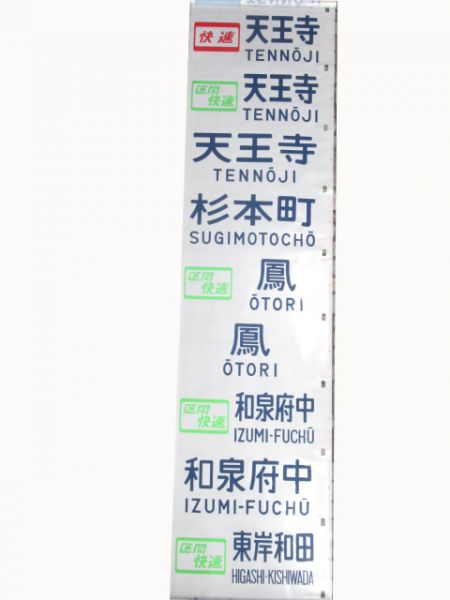 快速 天王寺
TENNŌJI
区間快速 天王寺
TENNŌJI
天王寺
TENNŌJI
杉本町
SUGIMOTOCHŌ
区間快速 鳳
ŌTORI
鳳
ŌTORI
区間快速 和泉府中
IZUMI-FUCHŪ
和泉府中
IZUMI-FUCHŪ
区間快速 東岸和田
HIGASHI-KISHIWADA